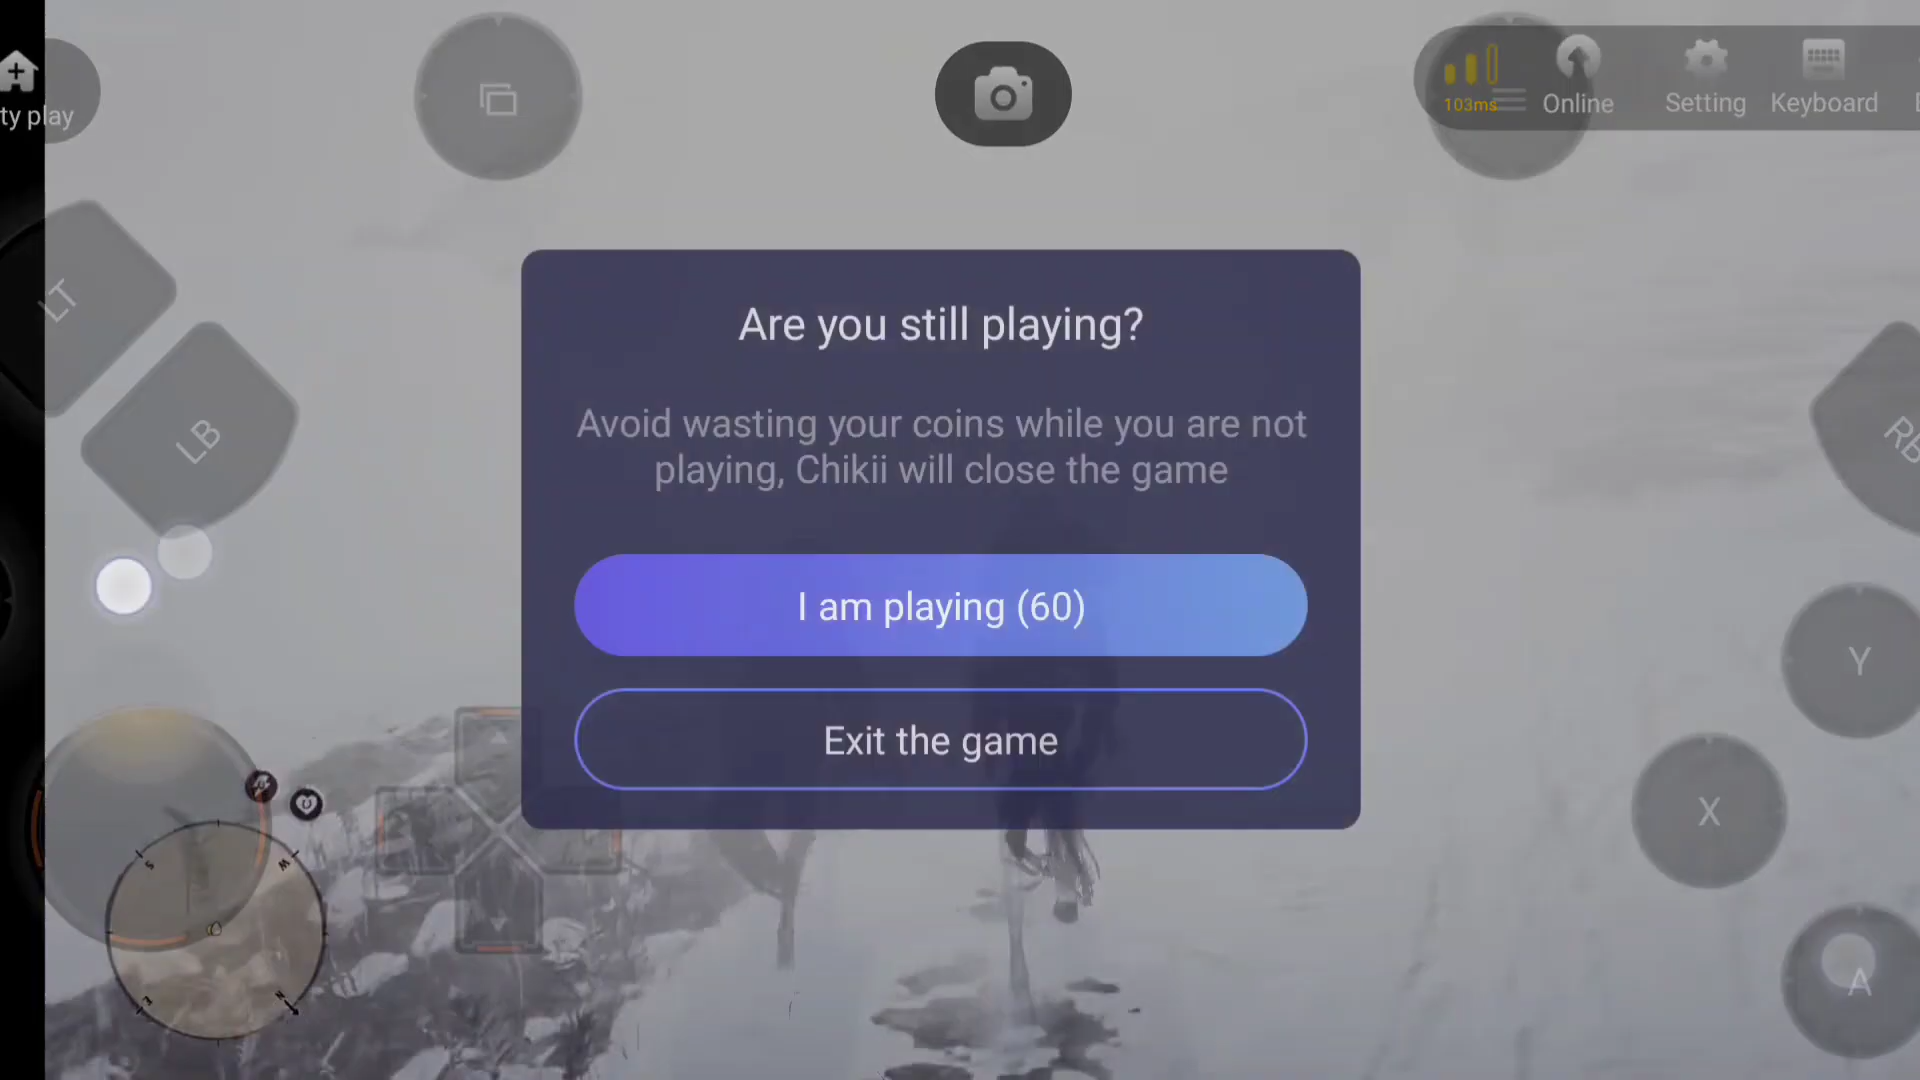 ty play
103ms
Online
Setting
Keyboard
LT
LB
RB
Are you still playing?
Avoid wasting your coins while you are not
playing, Chikii will close the game
I am playing (60)
Exit the game
Y
X
A
S
W
E
N